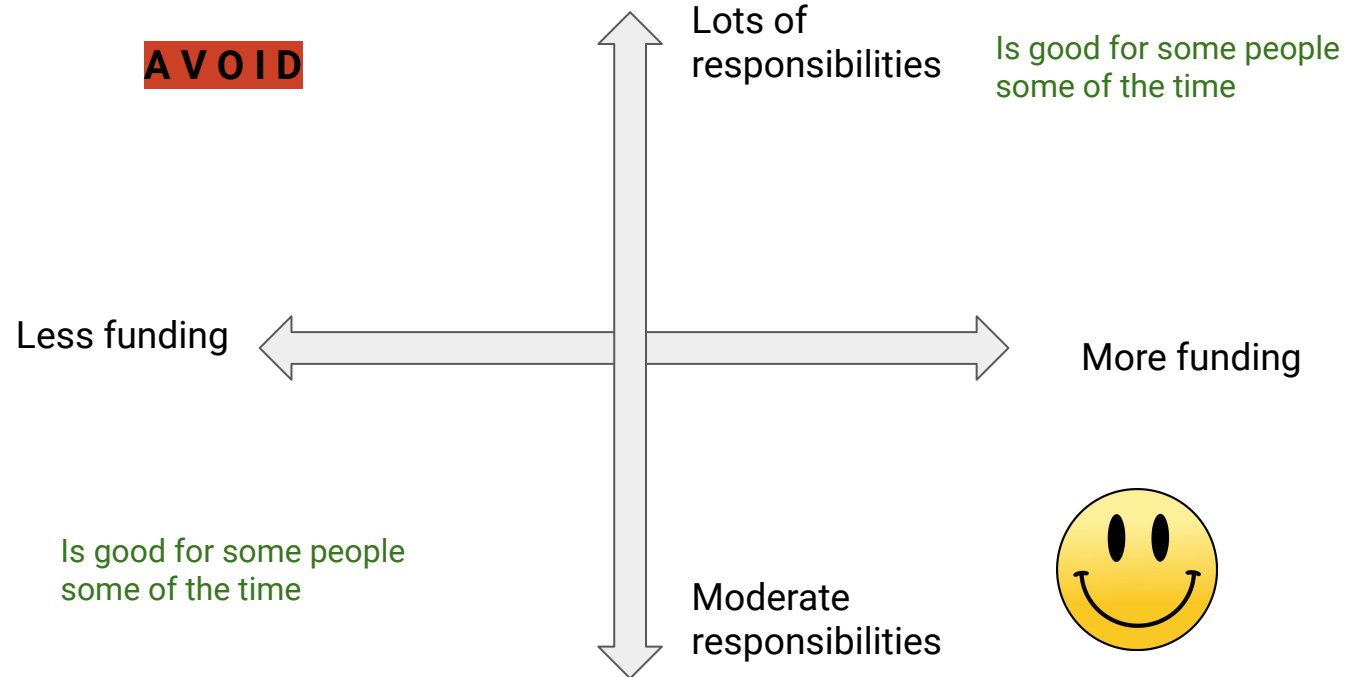 A V O I D
Lots of
responsibilities
Is good for some people
some of the time
Less funding
More funding
Is good for some people
some of the time
Moderate
responsibilities